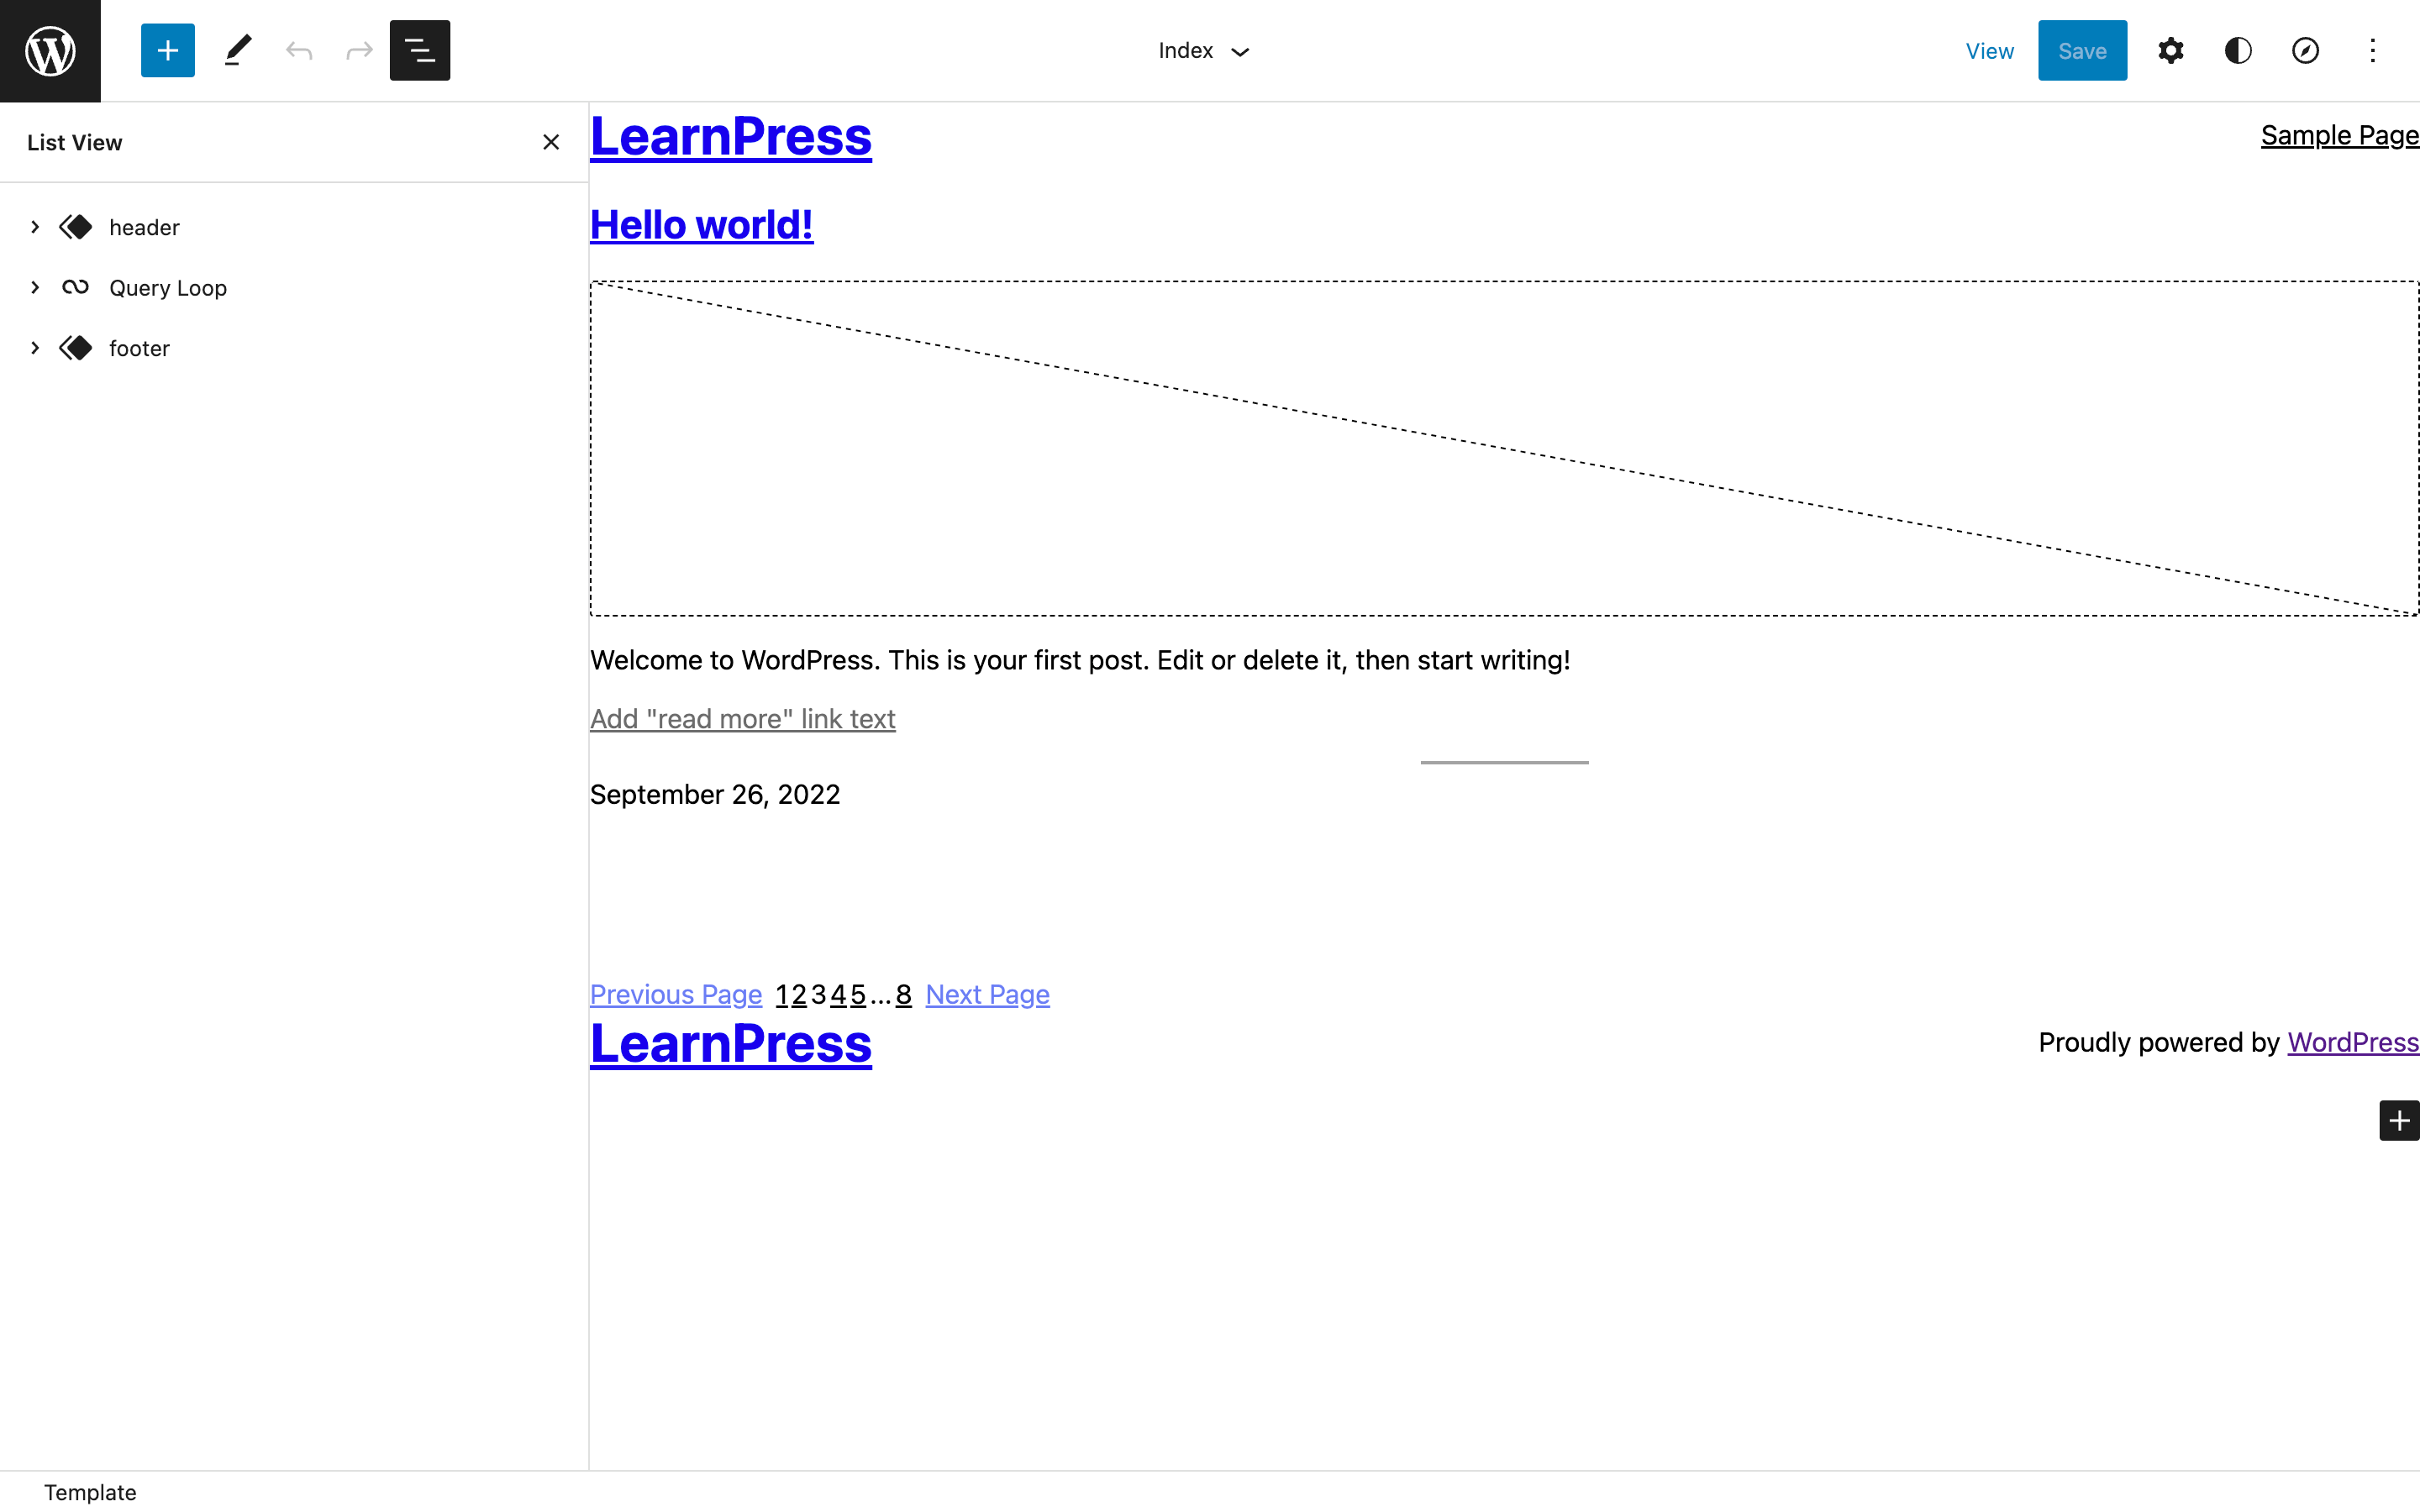 Index
View
Save
List View
header
Query Loop
footer
LearnPress
Sample Page
Hello world!
Welcome to WordPress. This is your first post. Edit or delete it, then start writing!
Add "read more" link text
September 26, 2022
Previous Page 1 2 3 4 5 ... 8 Next Page
LearnPress
Proudly powered by WordPress
Template